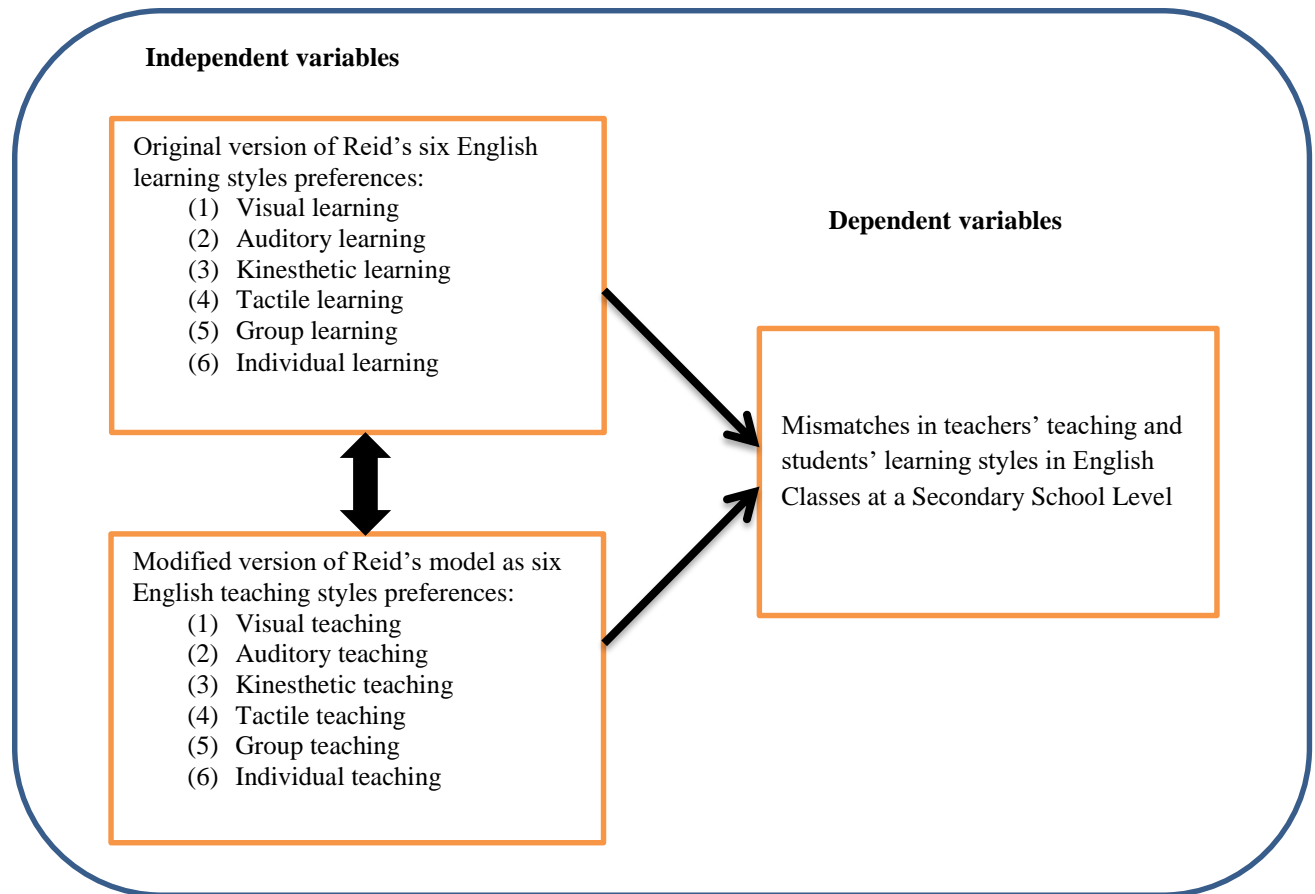 Independent variables
Original version of Reid’s six English
learning styles preferences:
(1) Visual learning
(2) Auditory learning
(3) Kinesthetic learning
(4) Tactile learning
(5) Group learning
(6) Individual learning
Modified version of Reid’s model as six
English teaching styles preferences:
(1) Visual teaching
(2) Auditory teaching
(3) Kinesthetic teaching
(4) Tactile teaching
(5) Group teaching
(6) Individual teaching
Dependent variables
Mismatches in teachers’ teaching and
students’ learning styles in English
Classes at a Secondary School Level